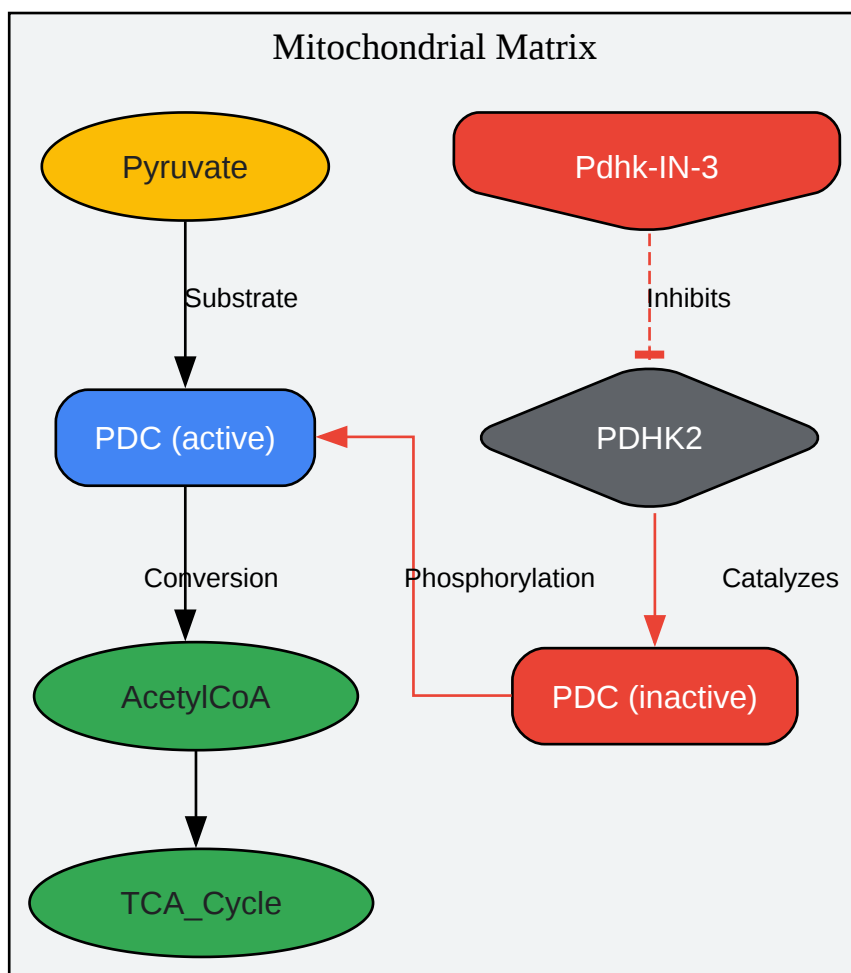 Mitochondrial Matrix
Pyruvate
Pdhk-IN-3
Substrate
Inhibits
PDC (active)
PDHK2
Conversion
Phosphorylation
Catalyzes
AcetylCoA
PDC (inactive)
TCA_Cycle